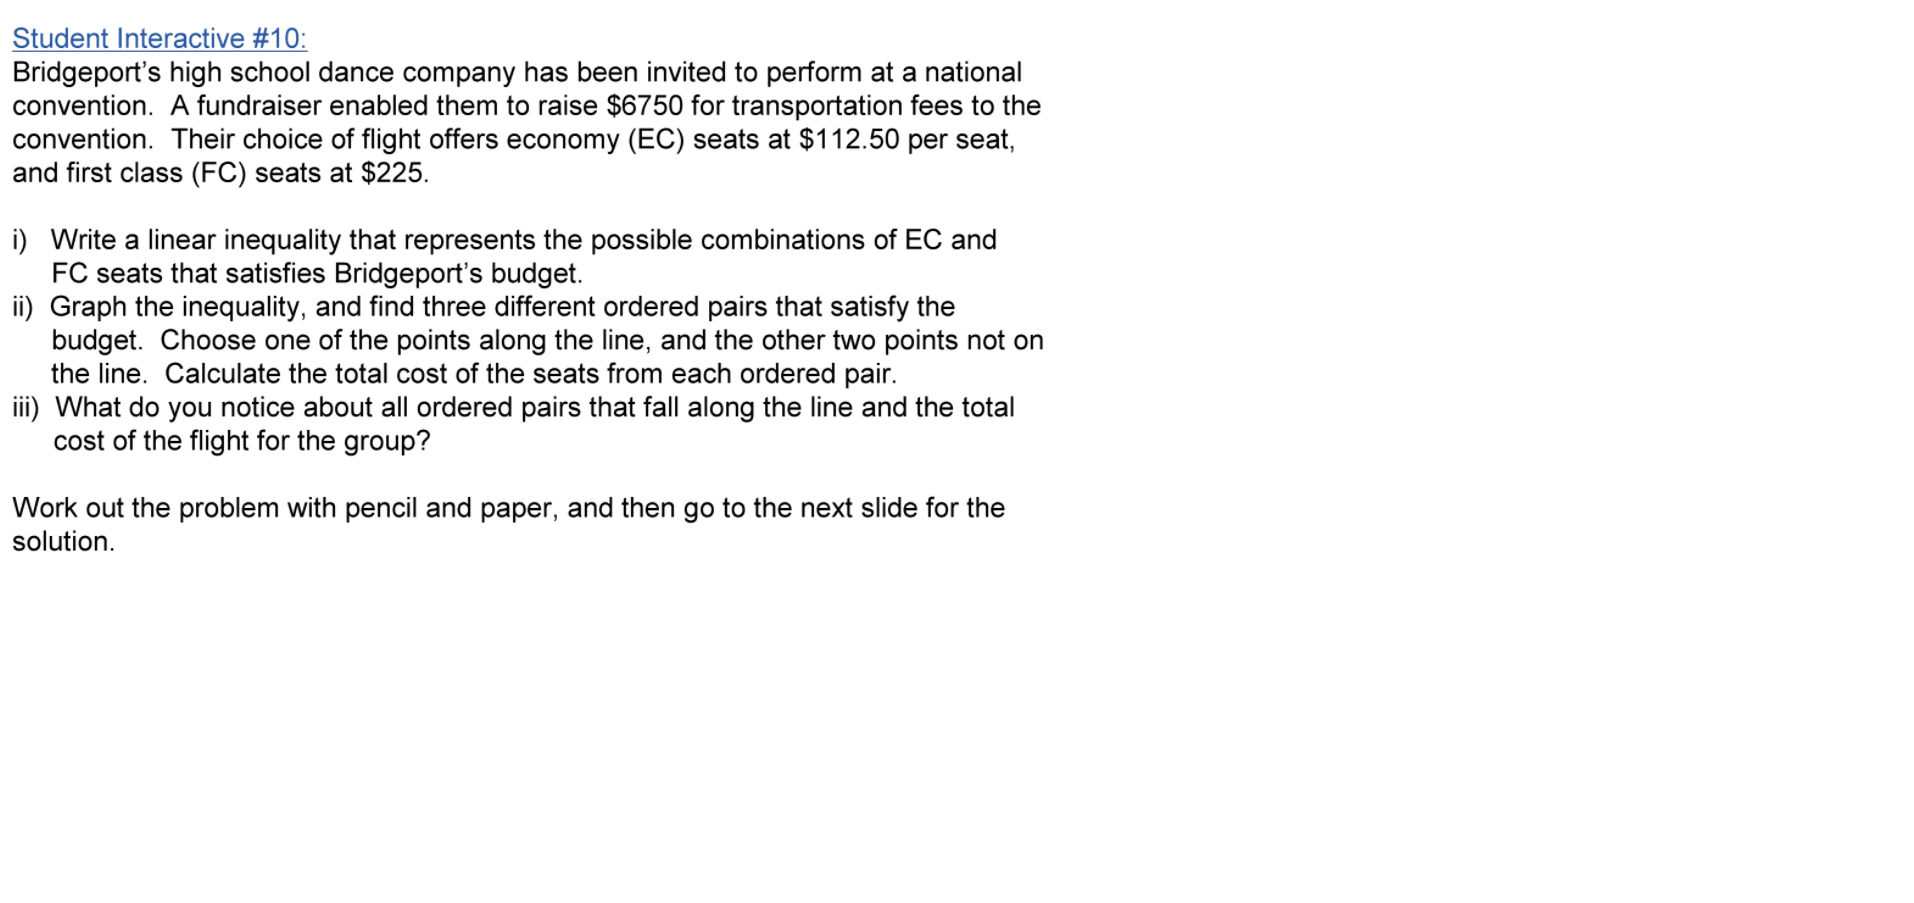 Student Interactive #10:
Bridgeport’s high school dance company has been invited to perform at a national
convention.  A fundraiser enabled them to raise $6750 for transportation fees to the
convention.  Their choice of flight offers economy (EC) seats at $112.50 per seat,
and first class (FC) seats at $225.
i)   Write a linear inequality that represents the possible combinations of EC and
FC seats that satisfies Bridgeport’s budget.
ii)  Graph the inequality, and find three different ordered pairs that satisfy the
budget.  Choose one of the points along the line, and the other two points not on
the line.  Calculate the total cost of the seats from each ordered pair.
iii)  What do you notice about all ordered pairs that fall along the line and the total
cost of the flight for the group?
Work out the problem with pencil and paper, and then go to the next slide for the
solution.